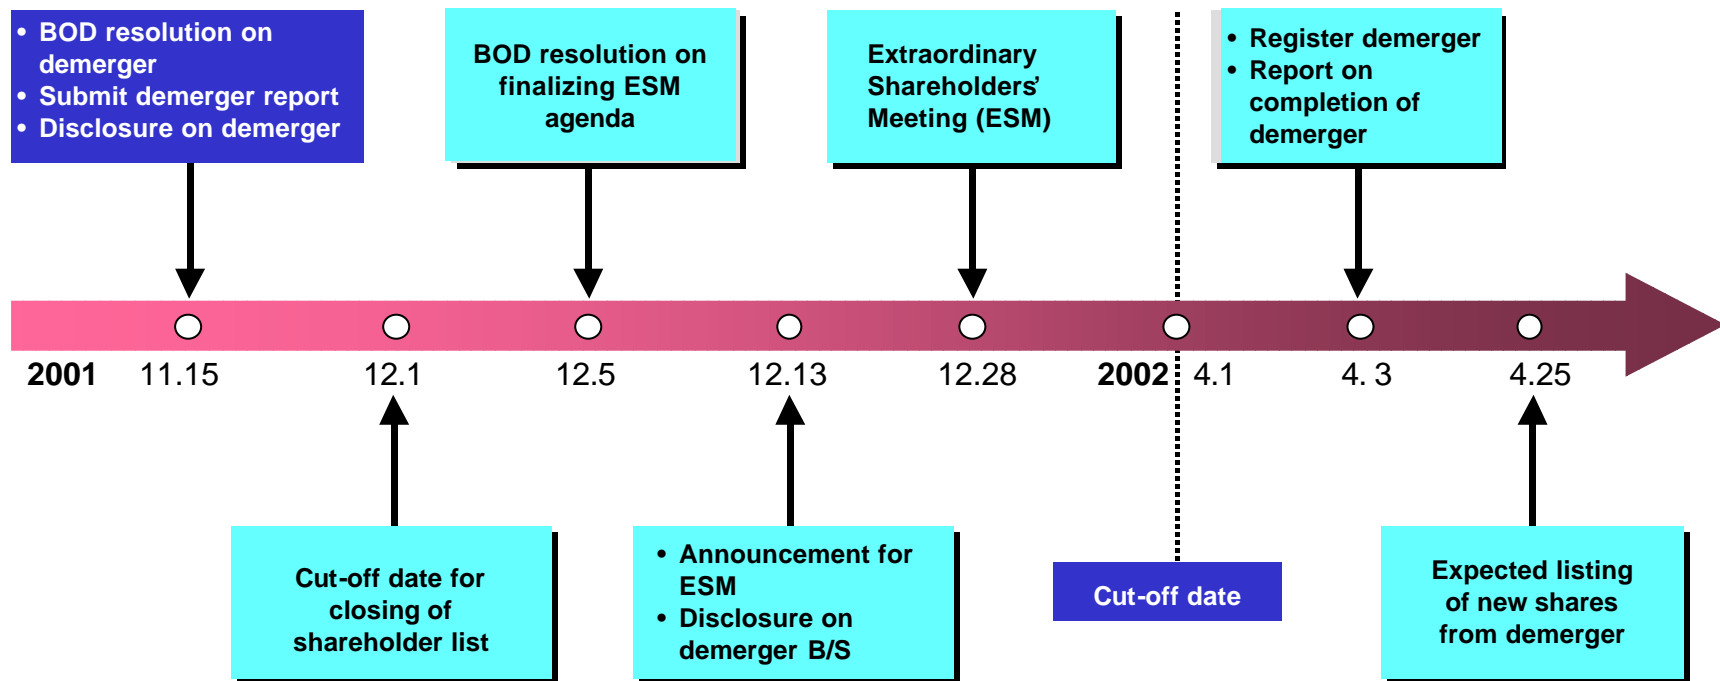 • BOD resolution on
demerger
• Submit demerger report
• Disclosure on demerger
BOD resolution on
finalizing ESM
agenda
Extraordinary
Shareholders'
Meeting (ESM)
• Register demerger
• Report on
completion of
demerger
2001 11.15 12.1 12.5 12.13 12.28 2002 4.1 4. 3 4.25
Cut-off date for
closing of
shareholder list
• Announcement for
ESM
• Disclosure on
demerger B/S
Cut-off date
Expected listing
of new shares
from demerger